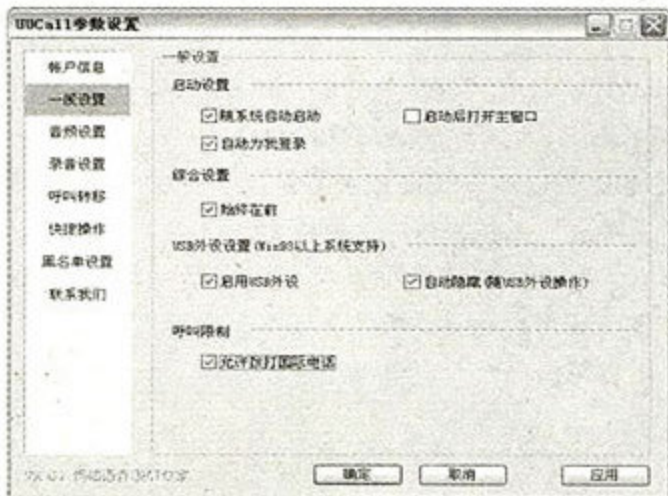 UUCall参数设置
帐户信息
一般设置
音频设置
录音设置
呼叫转移
快捷操作
黑名单设置
联系我们
一般设置
启动设置
随系统自动启动
启动后打开主窗口
自动为我登录
综合设置
始终在前
USB外设设置(Win98以上系统支持)
启用USB外设
自动隐藏(随USB外设操作)
呼叫限制
允许拨打国际电话
确定
取消
应用